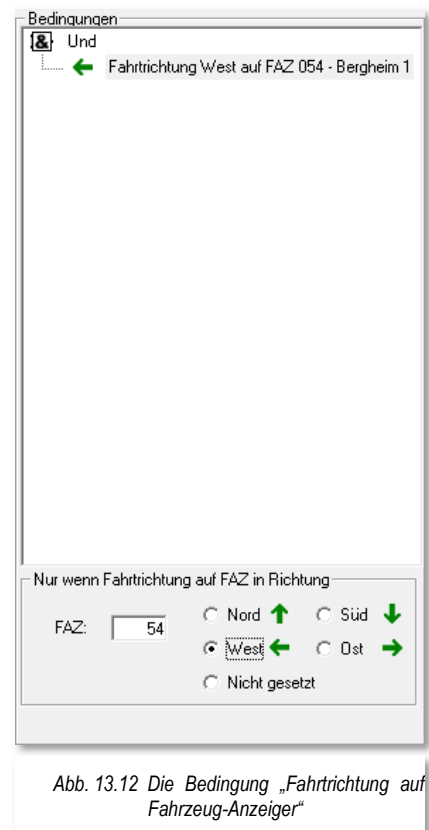 Bedingungen
& Und
Fahrtrichtung West auf FAZ 054 - Bergheim 1
Nur wenn Fahrtrichtung auf FAZ in Richtung
FAZ: 54
Nord Süd
West Ost
Nicht gesetzt
Abb. 13.12 Die Bedingung „Fahrtrichtung auf
Fahrzeug-Anzeiger“